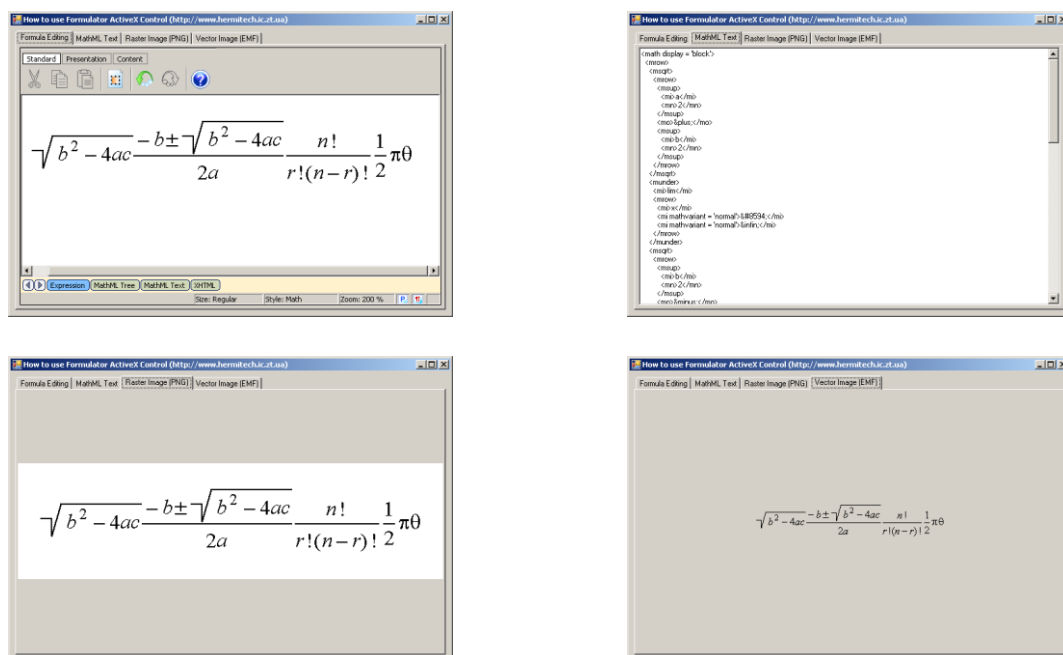 How to use Formulator ActiveX Control (http://www.hermitech.ic.zt.ua)
Formula Editing MathML Text Raster Image (PNG) Vector Image (EMF)
Standard Presentation Content
√(b² − 4ac) (−b ± √(b² − 4ac))/(2a) n!/(r!(n − r)!) 1/2 πθ
Expression MathML Tree MathML Text XHTML
Size: Regular Style: Math Zoom: 200 %
How to use Formulator ActiveX Control (http://www.hermitech.ic.zt.ua)
Formula Editing MathML Text Raster Image (PNG) Vector Image (EMF)
<math display = 'block'>
<mrow>
<msqrt>
<mrow>
<msup>
<mi>a</mi>
<mn>2</mn>
</msup>
<mo>&plus;</mo>
<msup>
<mi>b</mi>
<mn>2</mn>
</msup>
</mrow>
</msqrt>
<munder>
<mi>lim</mi>
<mrow>
<mi>x</mi>
<mi mathvariant = 'normal'>&#8594;</mi>
<mi mathvariant = 'normal'>&infin;</mi>
</mrow>
</munder>
<msqrt>
<mrow>
<msup>
<mi>b</mi>
<mn>2</mn>
</msup>
<mo>&minus;</mo>
How to use Formulator ActiveX Control (http://www.hermitech.ic.zt.ua)
Formula Editing MathML Text Raster Image (PNG) Vector Image (EMF)
√(b² − 4ac) (−b ± √(b² − 4ac))/(2a) n!/(r!(n − r)!) 1/2 πθ
How to use Formulator ActiveX Control (http://www.hermitech.ic.zt.ua)
Formula Editing MathML Text Raster Image (PNG) Vector Image (EMF)
√(b² − 4ac) (−b ± √(b² − 4ac))/(2a) n!/(r!(n − r)!) 1/2 πθ